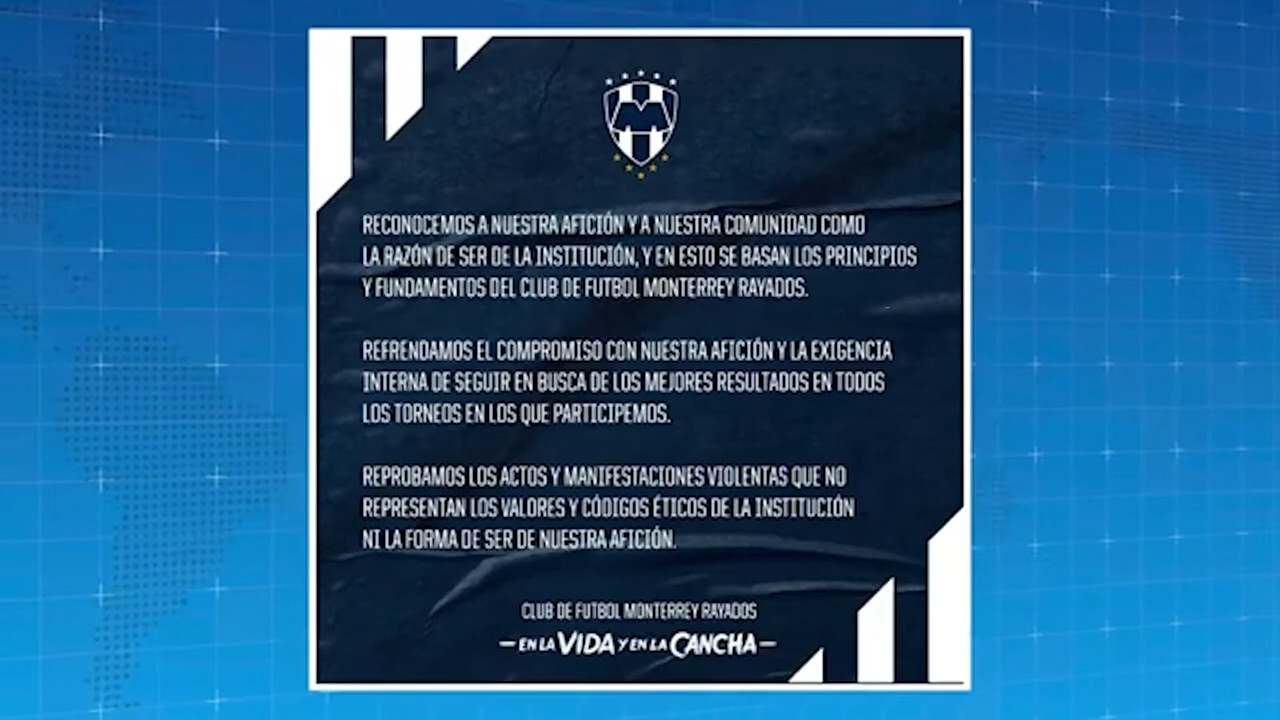 RECONOCEMOS A NUESTRA AFICIÓN Y A NUESTRA COMUNIDAD COMO
LA RAZÓN DE SER DE LA INSTITUCIÓN, Y EN ESTO SE BASAN LOS PRINCIPIOS
Y FUNDAMENTOS DEL CLUB DE FUTBOL MONTERREY RAYADOS.
REFRENDAMOS EL COMPROMISO CON NUESTRA AFICIÓN Y LA EXIGENCIA
INTERNA DE SEGUIR EN BUSCA DE LOS MEJORES RESULTADOS EN TODOS
LOS TORNEOS EN LOS QUE PARTICIPEMOS.
REPROBAMOS LOS ACTOS Y MANIFESTACIONES VIOLENTAS QUE NO
REPRESENTAN LOS VALORES Y CÓDIGOS ÉTICOS DE LA INSTITUCIÓN
NI LA FORMA DE SER DE NUESTRA AFICIÓN.
CLUB DE FUTBOL MONTERREY RAYADOS
— EN LA VIDA Y EN LA CANCHA —